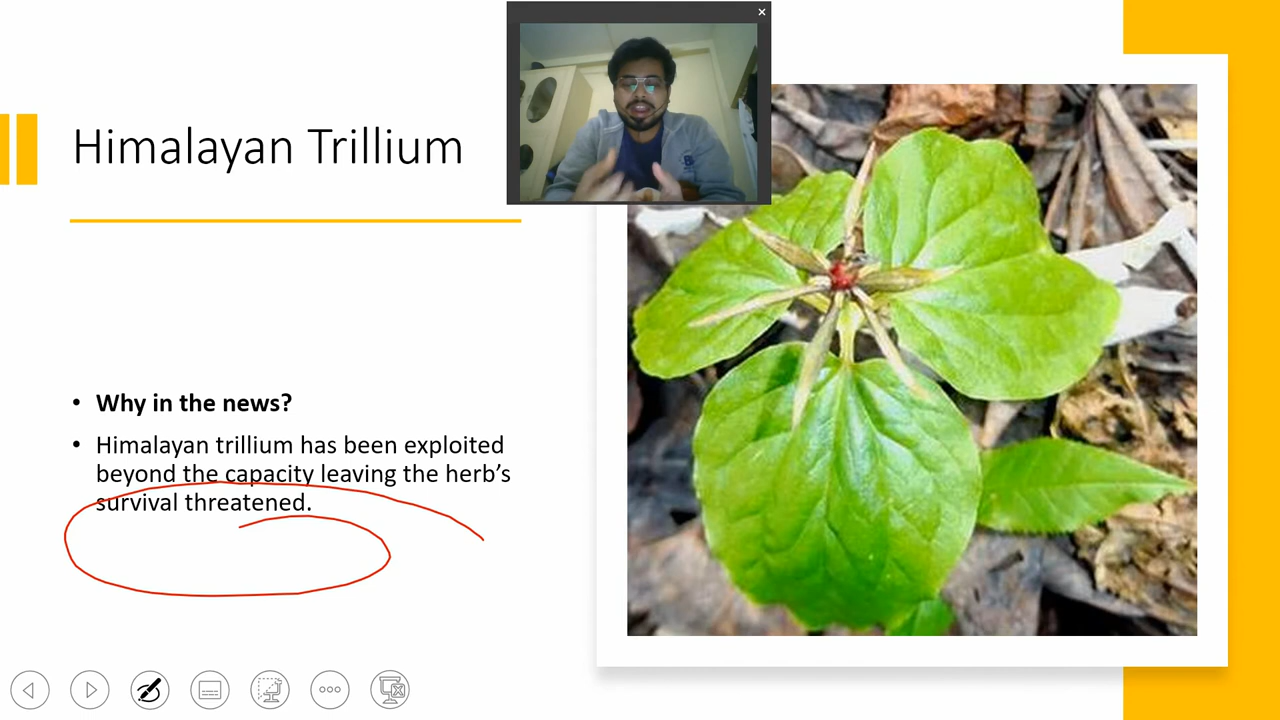 Himalayan Trillium
• Why in the news?
• Himalayan trillium has been exploited
beyond the capacity leaving the herb’s
survival threatened.